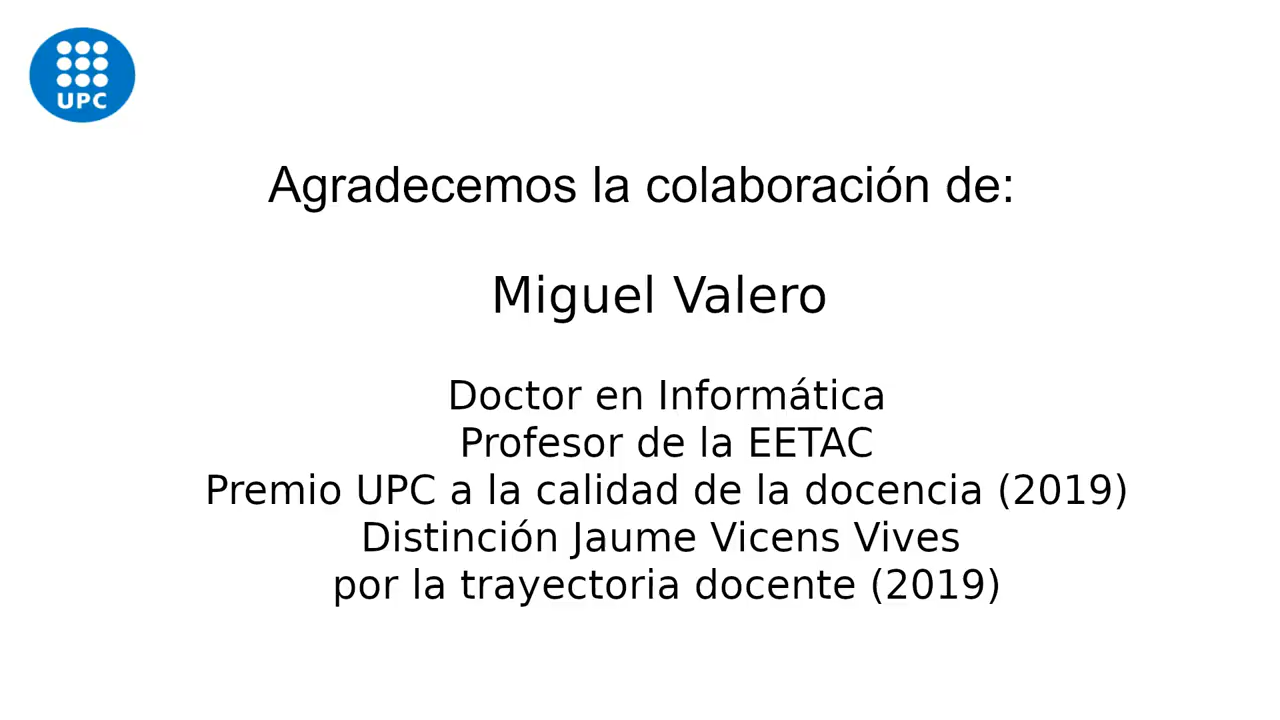 UPC
Agradecemos la colaboración de:
Miguel Valero
Doctor en Informática
Profesor de la EETAC
Premio UPC a la calidad de la docencia (2019)
Distinción Jaume Vicens Vives
por la trayectoria docente (2019)